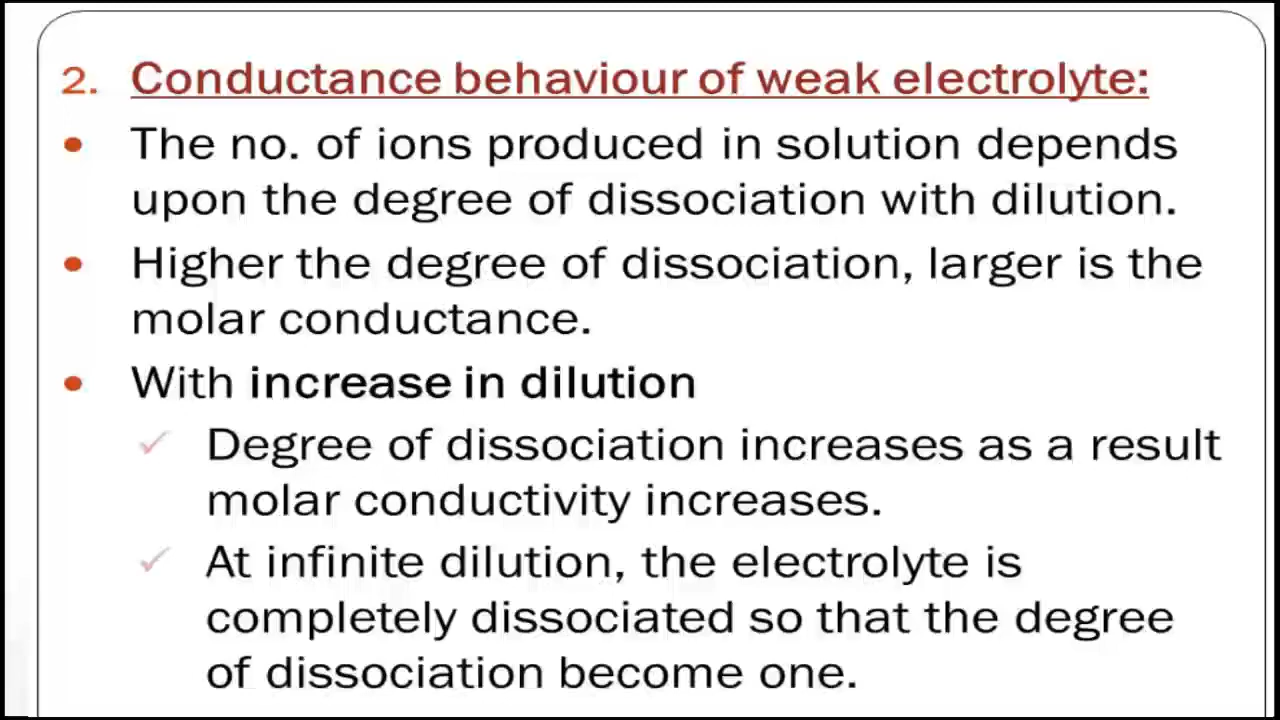 2. Conductance behaviour of weak electrolyte:
• The no. of ions produced in solution depends
upon the degree of dissociation with dilution.
• Higher the degree of dissociation, larger is the
molar conductance.
• With increase in dilution
✓ Degree of dissociation increases as a result
molar conductivity increases.
✓ At infinite dilution, the electrolyte is
completely dissociated so that the degree
of dissociation become one.